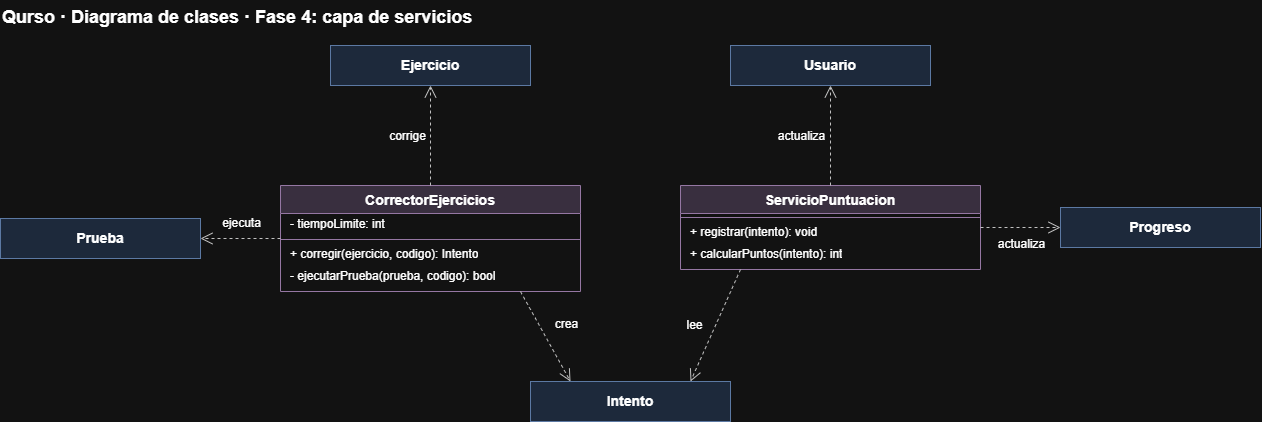 Qurso · Diagrama de clases · Fase 4: capa de servicios
Ejercicio
Usuario
corrige
actualiza
CorrectorEjercicios
- tiempoLimite: int
+ corregir(ejercicio, codigo): Intento
- ejecutarPrueba(prueba, codigo): bool
ServicioPuntuacion
+ registrar(intento): void
+ calcularPuntos(intento): int
ejecuta
Prueba
Progreso
actualiza
crea
lee
Intento